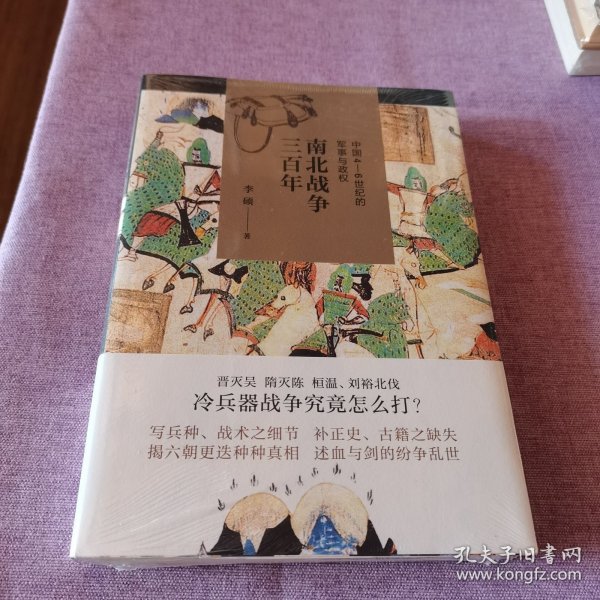 中国4—6世纪的
军事与政权
南北战争
三百年
李硕——著
晋灭吴 隋灭陈 桓温、刘裕北伐
冷兵器战争究竟怎么打?
写兵种、战术之细节 补正史、古籍之缺失
揭六朝更迭种种真相 述血与剑的纷争乱世
孔夫子旧书网
www.kongfz.com